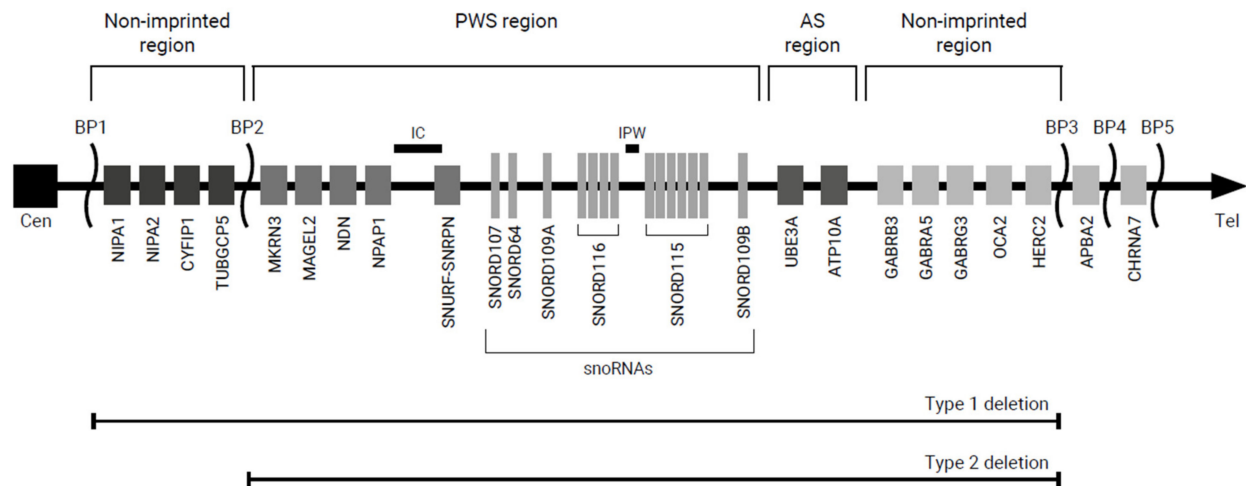 Non-imprinted
region
PWS region
AS
region
Non-imprinted
region
BP1
BP2
IC
IPW
BP3
BP4
BP5
Cen
Tel
NIPA1
NIPA2
CYFIP1
TUBGCP5
MKRN3
MAGEL2
NDN
NPAP1
SNURF-SNRPN
SNORD107
SNORD64
SNORD109A
SNORD116
SNORD115
SNORD109B
UBE3A
ATP10A
GABRB3
GABRA5
GABRG3
OCA2
HERC2
APBA2
CHRNA7
snoRNAs
Type 1 deletion
Type 2 deletion